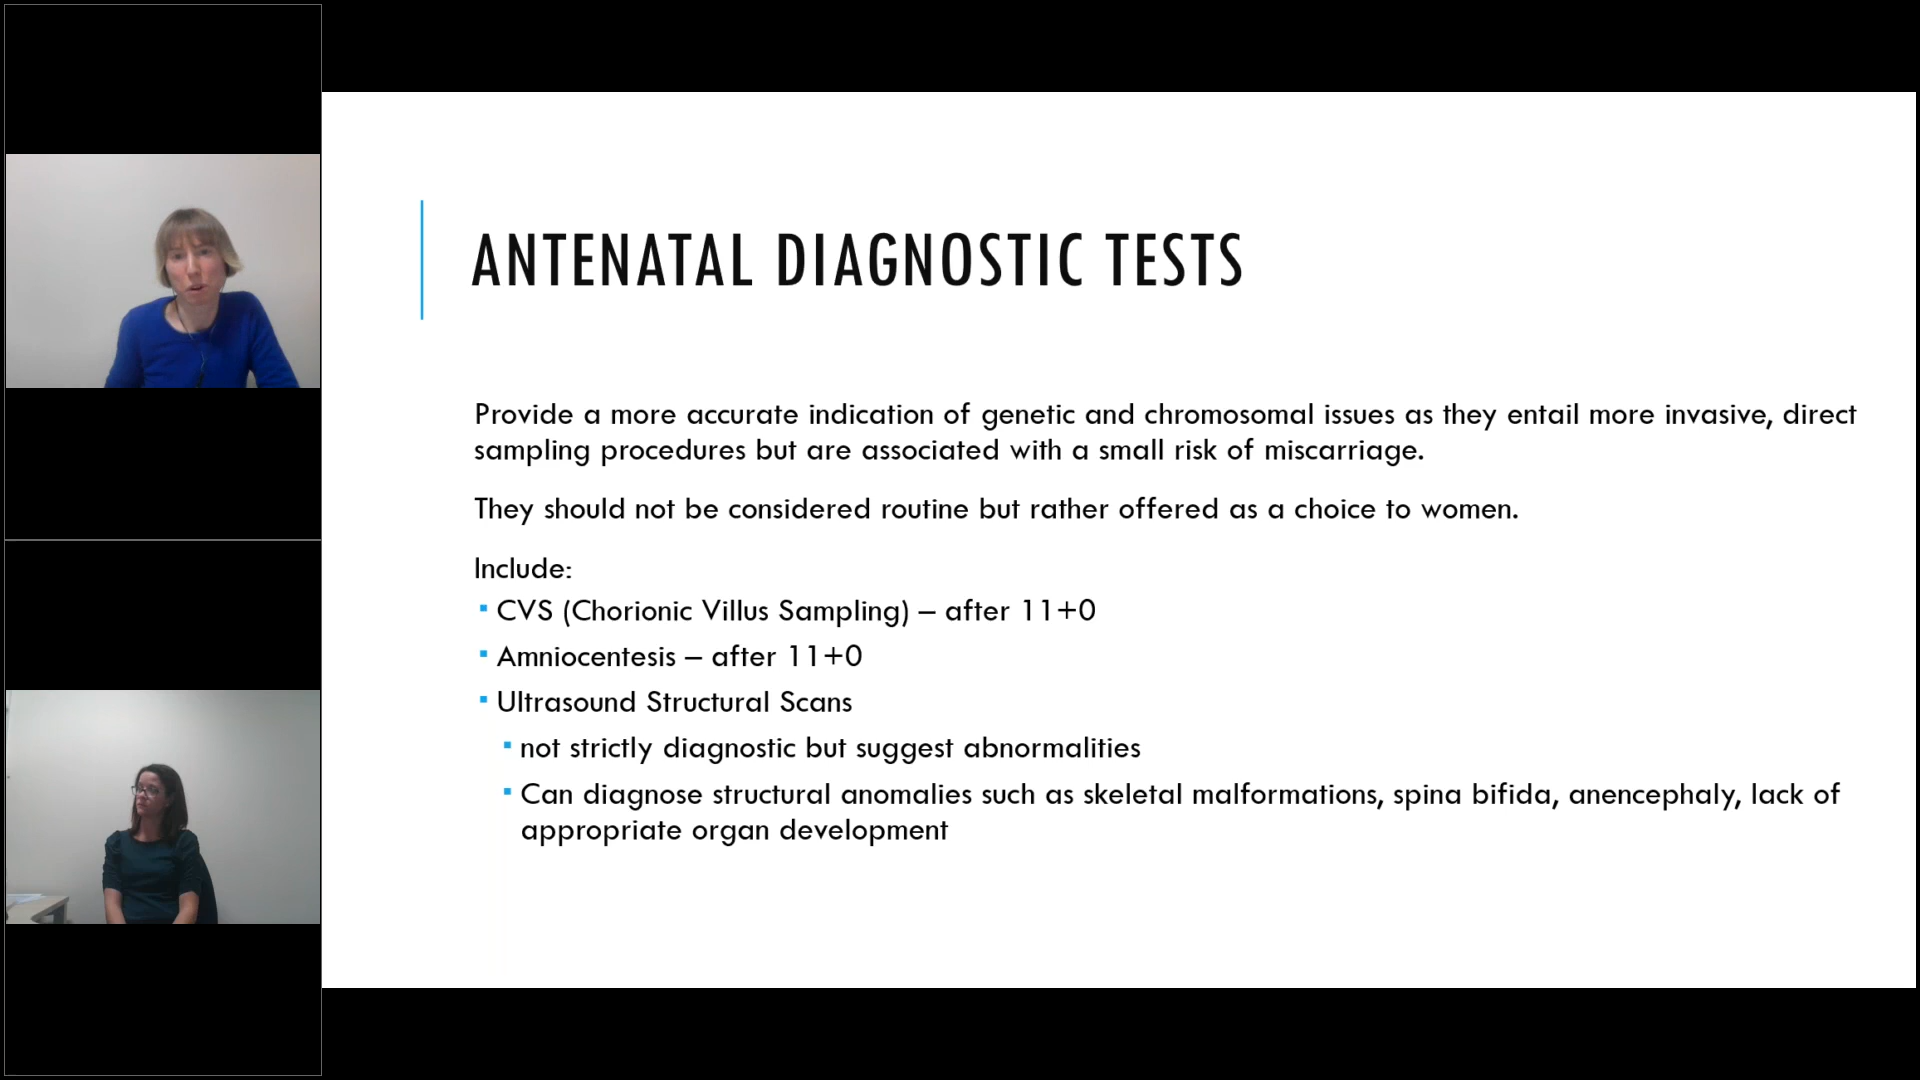 ANTENATAL DIAGNOSTIC TESTS
Provide a more accurate indication of genetic and chromosomal issues as they entail more invasive, direct
sampling procedures but are associated with a small risk of miscarriage.
They should not be considered routine but rather offered as a choice to women.
Include:
CVS (Chorionic Villus Sampling) – after 11+0
Amniocentesis – after 11+0
Ultrasound Structural Scans
not strictly diagnostic but suggest abnormalities
Can diagnose structural anomalies such as skeletal malformations, spina bifida, anencephaly, lack of
appropriate organ development